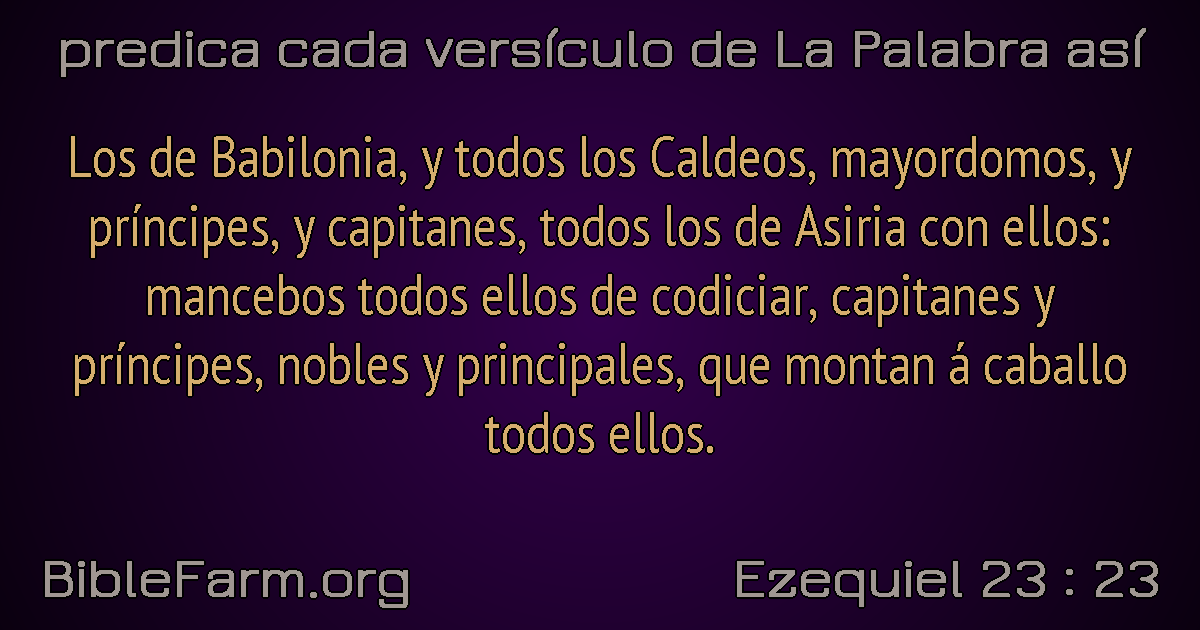 predica cada versículo de La Palabra así
Los de Babilonia, y todos los Caldeos, mayordomos, y
príncipes, y capitanes, todos los de Asiria con ellos:
mancebos todos ellos de codiciar, capitanes y
príncipes, nobles y principales, que montan á caballo
todos ellos.
BibleFarm.org
Ezequiel 23 : 23